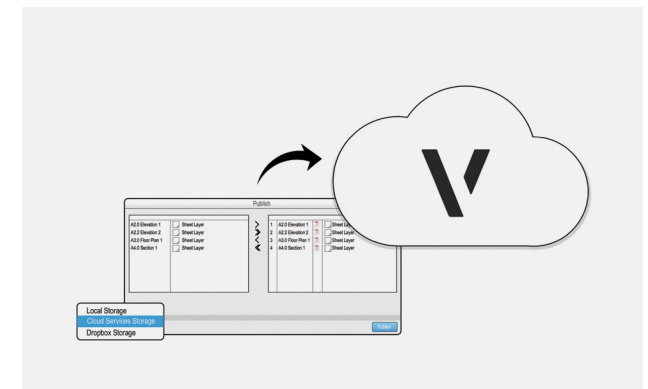 Publish
A2.0 Elevation 1 Sheet Layer
A2.2 Elevation 2 Sheet Layer
A3.0 Floor Plan 1 Sheet Layer
A4.0 Section 1 Sheet Layer
1 A2.0 Elevation 1 Sheet Lay
2 A2.2 Elevation 2 Sheet Layer
3 A3.0 Floor Plan 1 Sheet Layer
4 A4.0 Section 1 Sheet Layer
Local Storage
Cloud Services Storage
Dropbox Storage
Publish